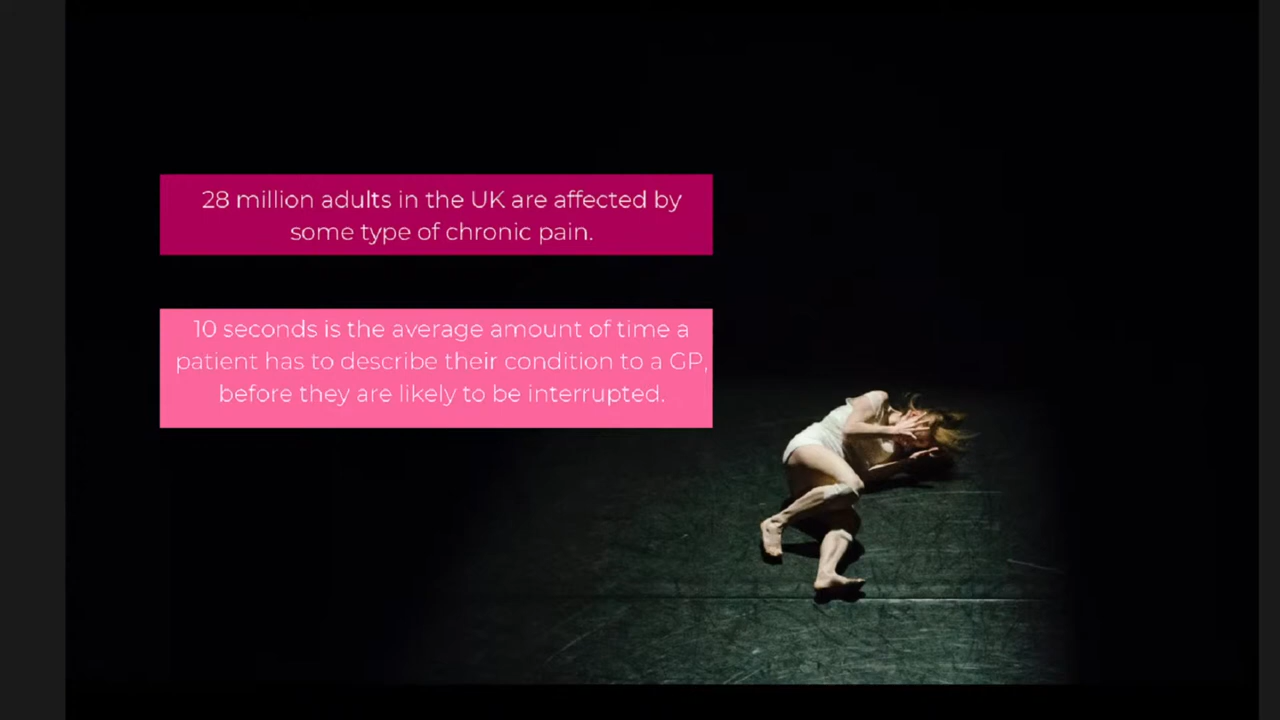 28 million adults in the UK are affected by
some type of chronic pain.
10 seconds is the average amount of time a
patient has to describe their condition to a GP,
before they are likely to be interrupted.